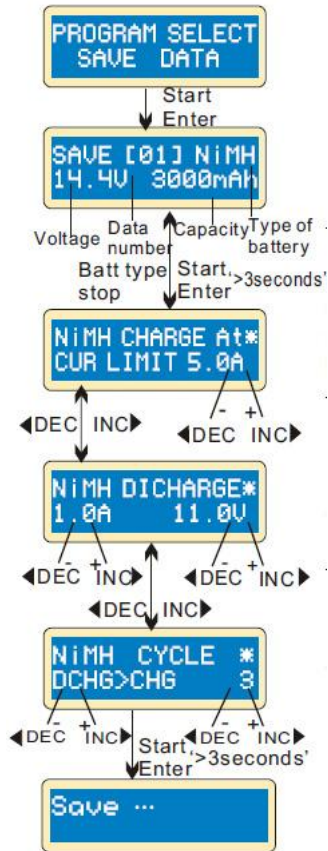 PROGRAM SELECT
SAVE DATA
Start
Enter
SAVE [01] NiMH
14.4V 3000mAh
Voltage Data number Capacity Type of battery
Batt type stop Start Enter '>3seconds'
NiMH CHARGE At*
CUR LIMIT 5.0A
◀DEC INC▶ - +
◀DEC INC▶
NiMH DICHARGE*
1.0A 11.0V
- + - +
◀DEC INC▶ ◀DEC INC▶
◀DEC INC▶
NiMH CYCLE *
DCHG>CHG 3
- + - +
◀DEC INC▶ ◀DEC INC▶
Start Enter '>3seconds'
Save ...